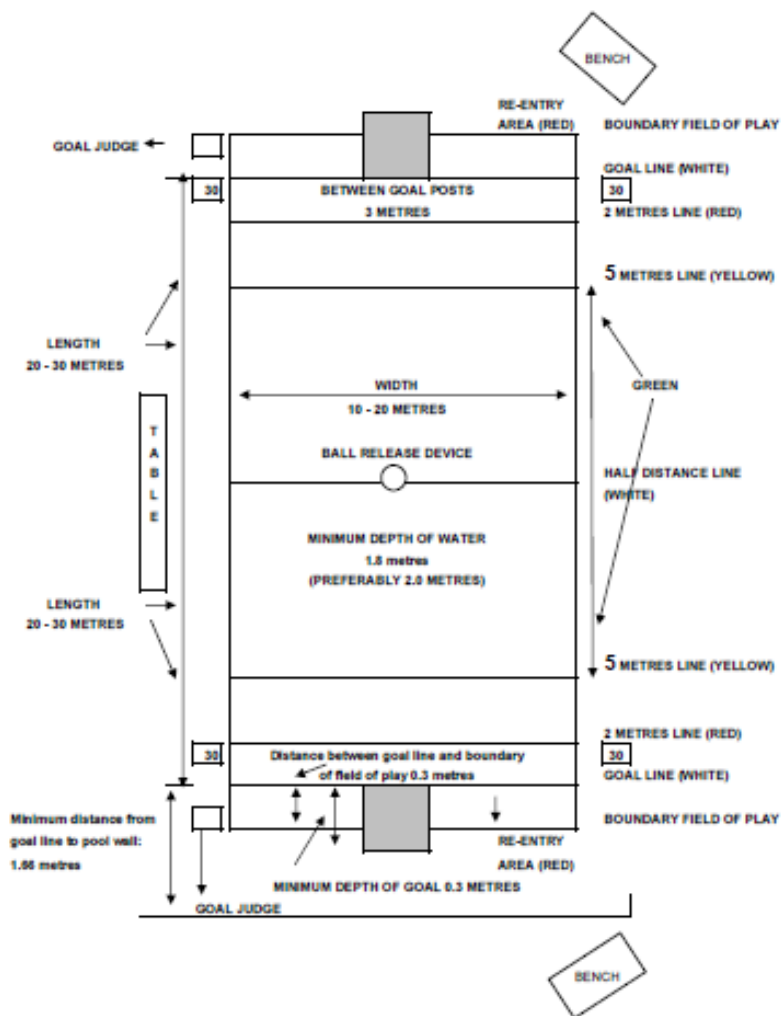 BENCH
RE-ENTRY
AREA (RED)
BOUNDARY FIELD OF PLAY
GOAL JUDGE
GOAL LINE (WHITE)
30
BETWEEN GOAL POSTS
30
3 METRES
2 METRES LINE (RED)
5 METRES LINE (YELLOW)
LENGTH
20 - 30 METRES
WIDTH
10 - 20 METRES
GREEN
TABLE
BALL RELEASE DEVICE
HALF DISTANCE LINE
(WHITE)
MINIMUM DEPTH OF WATER
1.8 metres
(PREFERABLY 2.0 METRES)
LENGTH
20 - 30 METRES
5 METRES LINE (YELLOW)
2 METRES LINE (RED)
30
Distance between goal line and boundary
of field of play 0.3 metres
30
GOAL LINE (WHITE)
Minimum distance from
goal line to pool wall:
1.66 metres
BOUNDARY FIELD OF PLAY
RE-ENTRY
AREA (RED)
MINIMUM DEPTH OF GOAL 0.3 METRES
GOAL JUDGE
BENCH